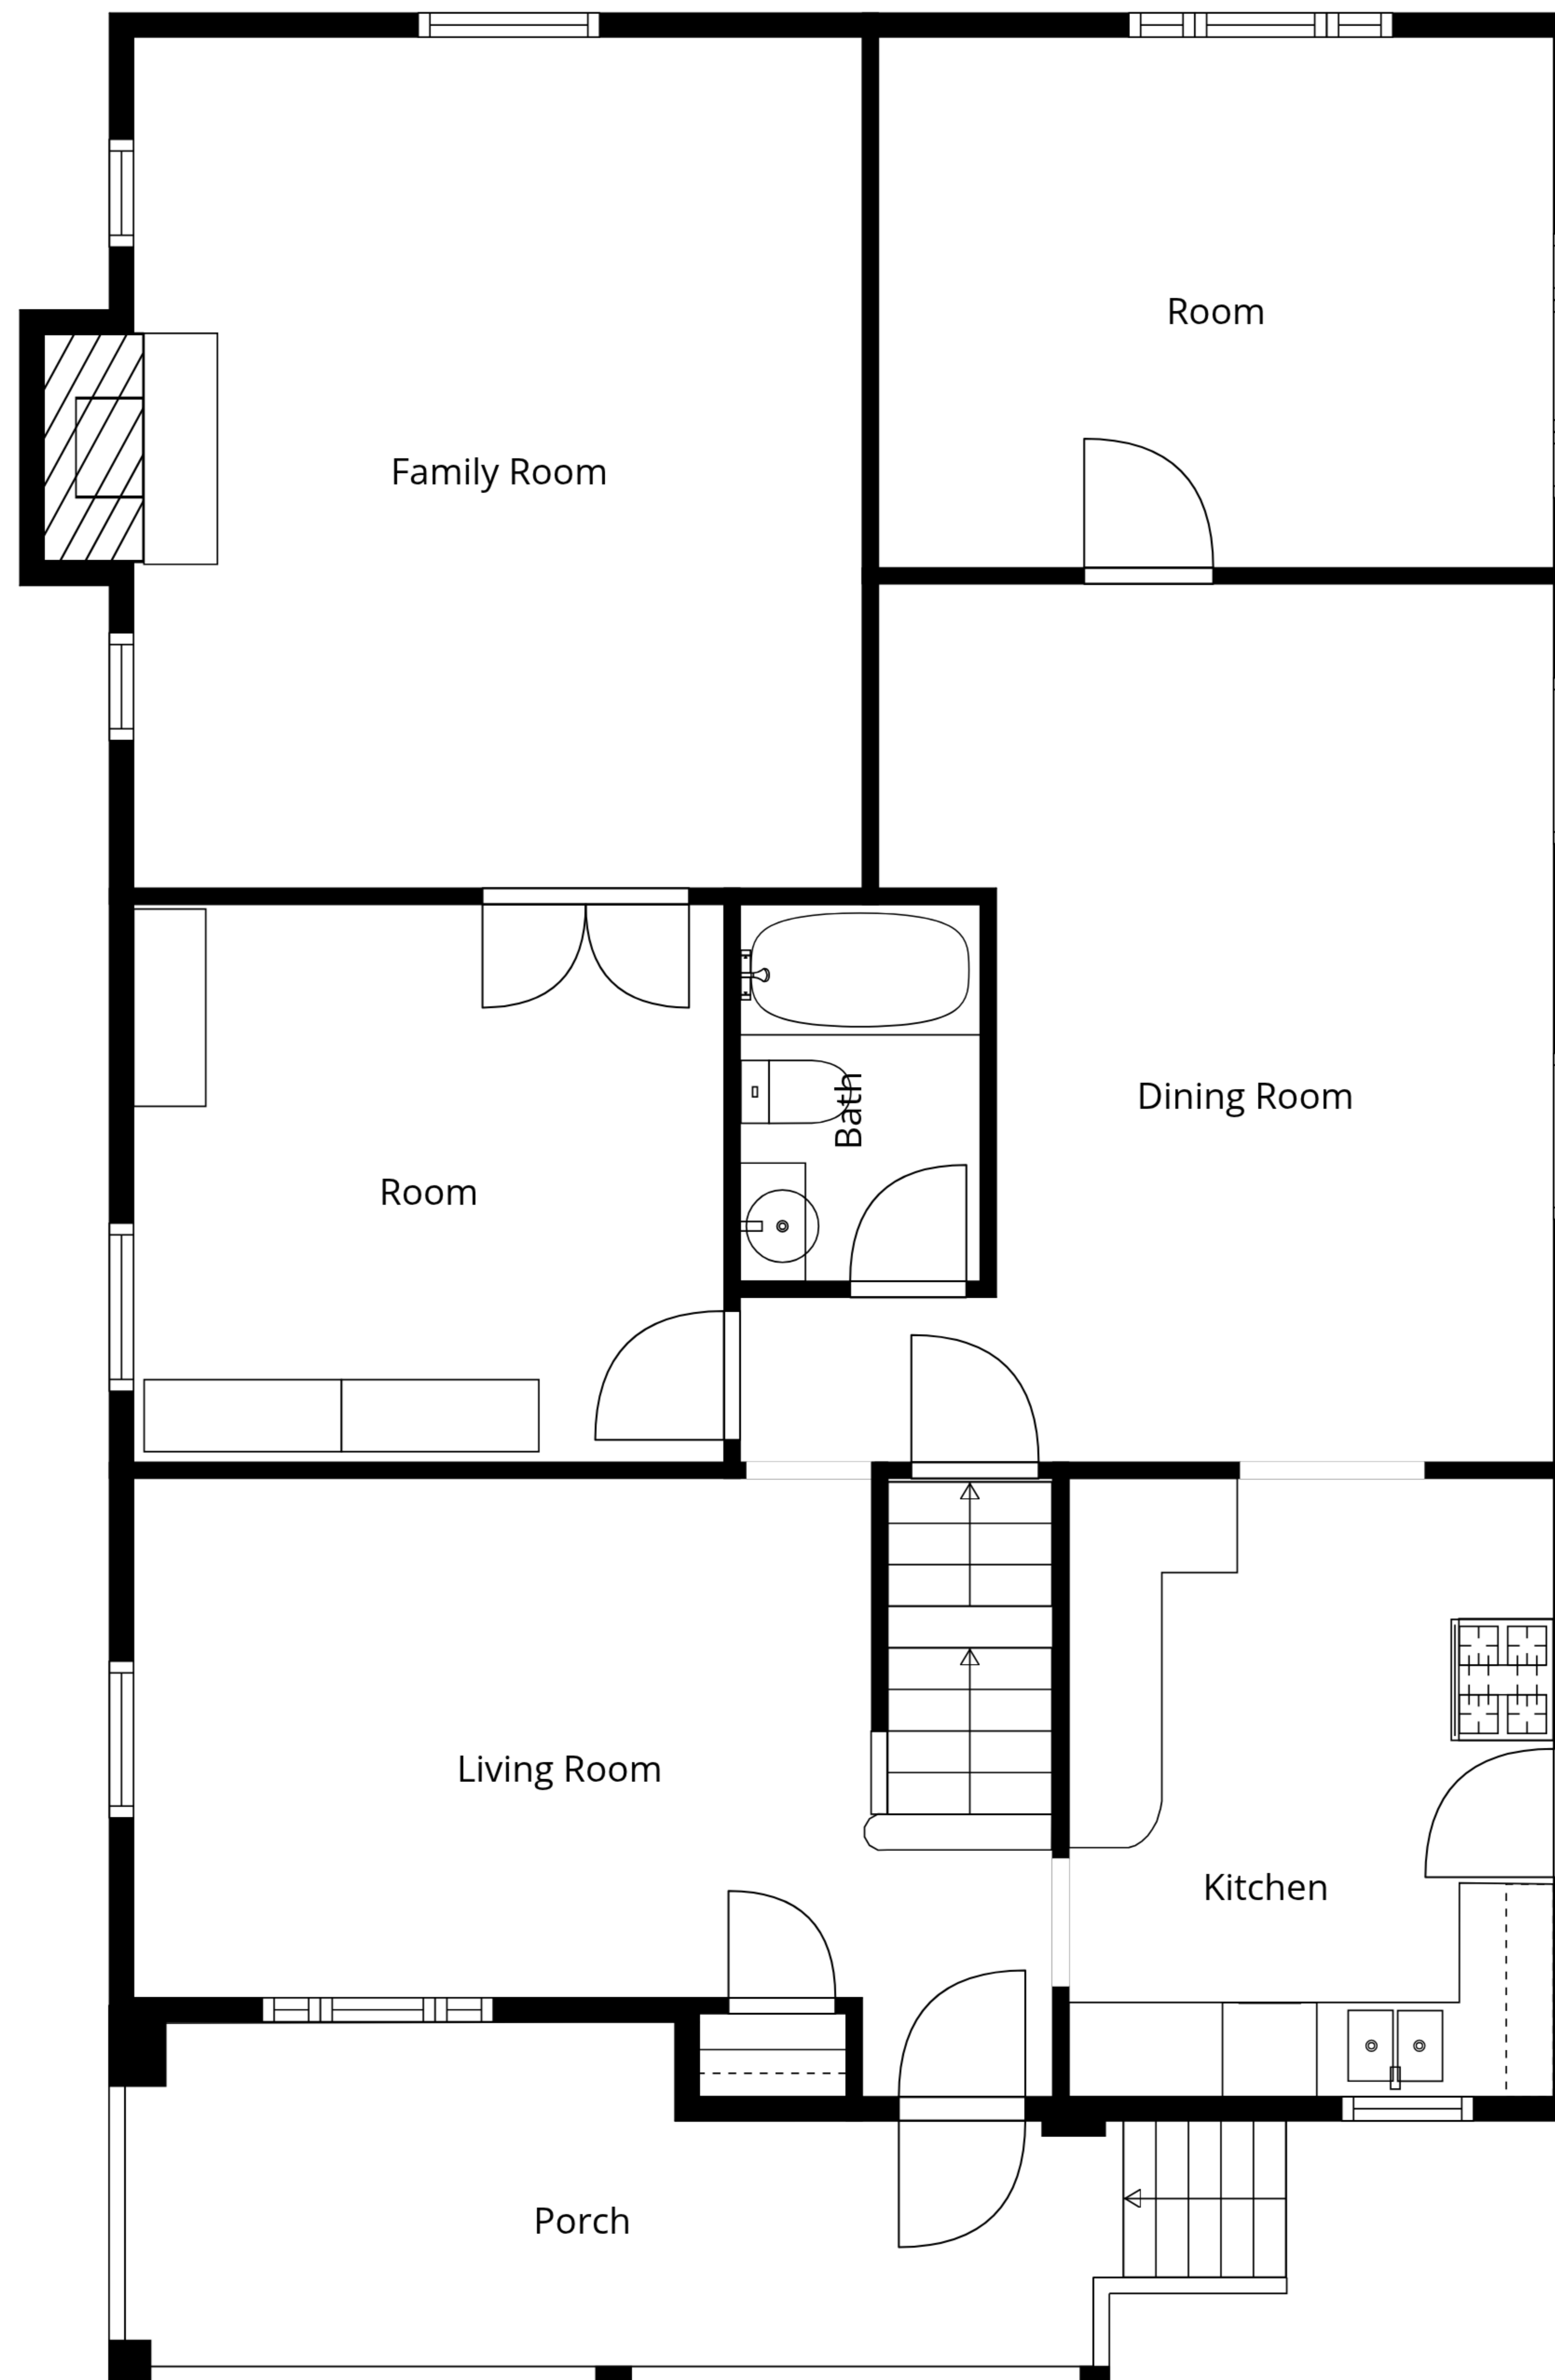 Room
Family Room
Dining Room
Bath
Room
Living Room
Kitchen
Porch